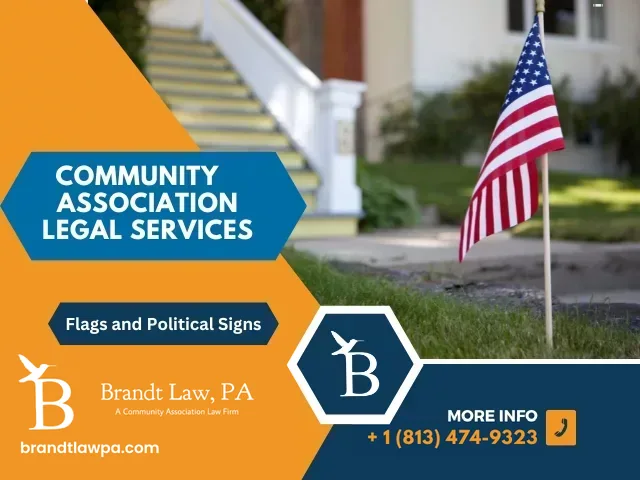 COMMUNITY
ASSOCIATION
LEGAL SERVICES
Flags and Political Signs
B
Brandt Law, PA
A Community Association Law Firm
brandtlawpa.com
B
MORE INFO
+ 1 (813) 474-9323